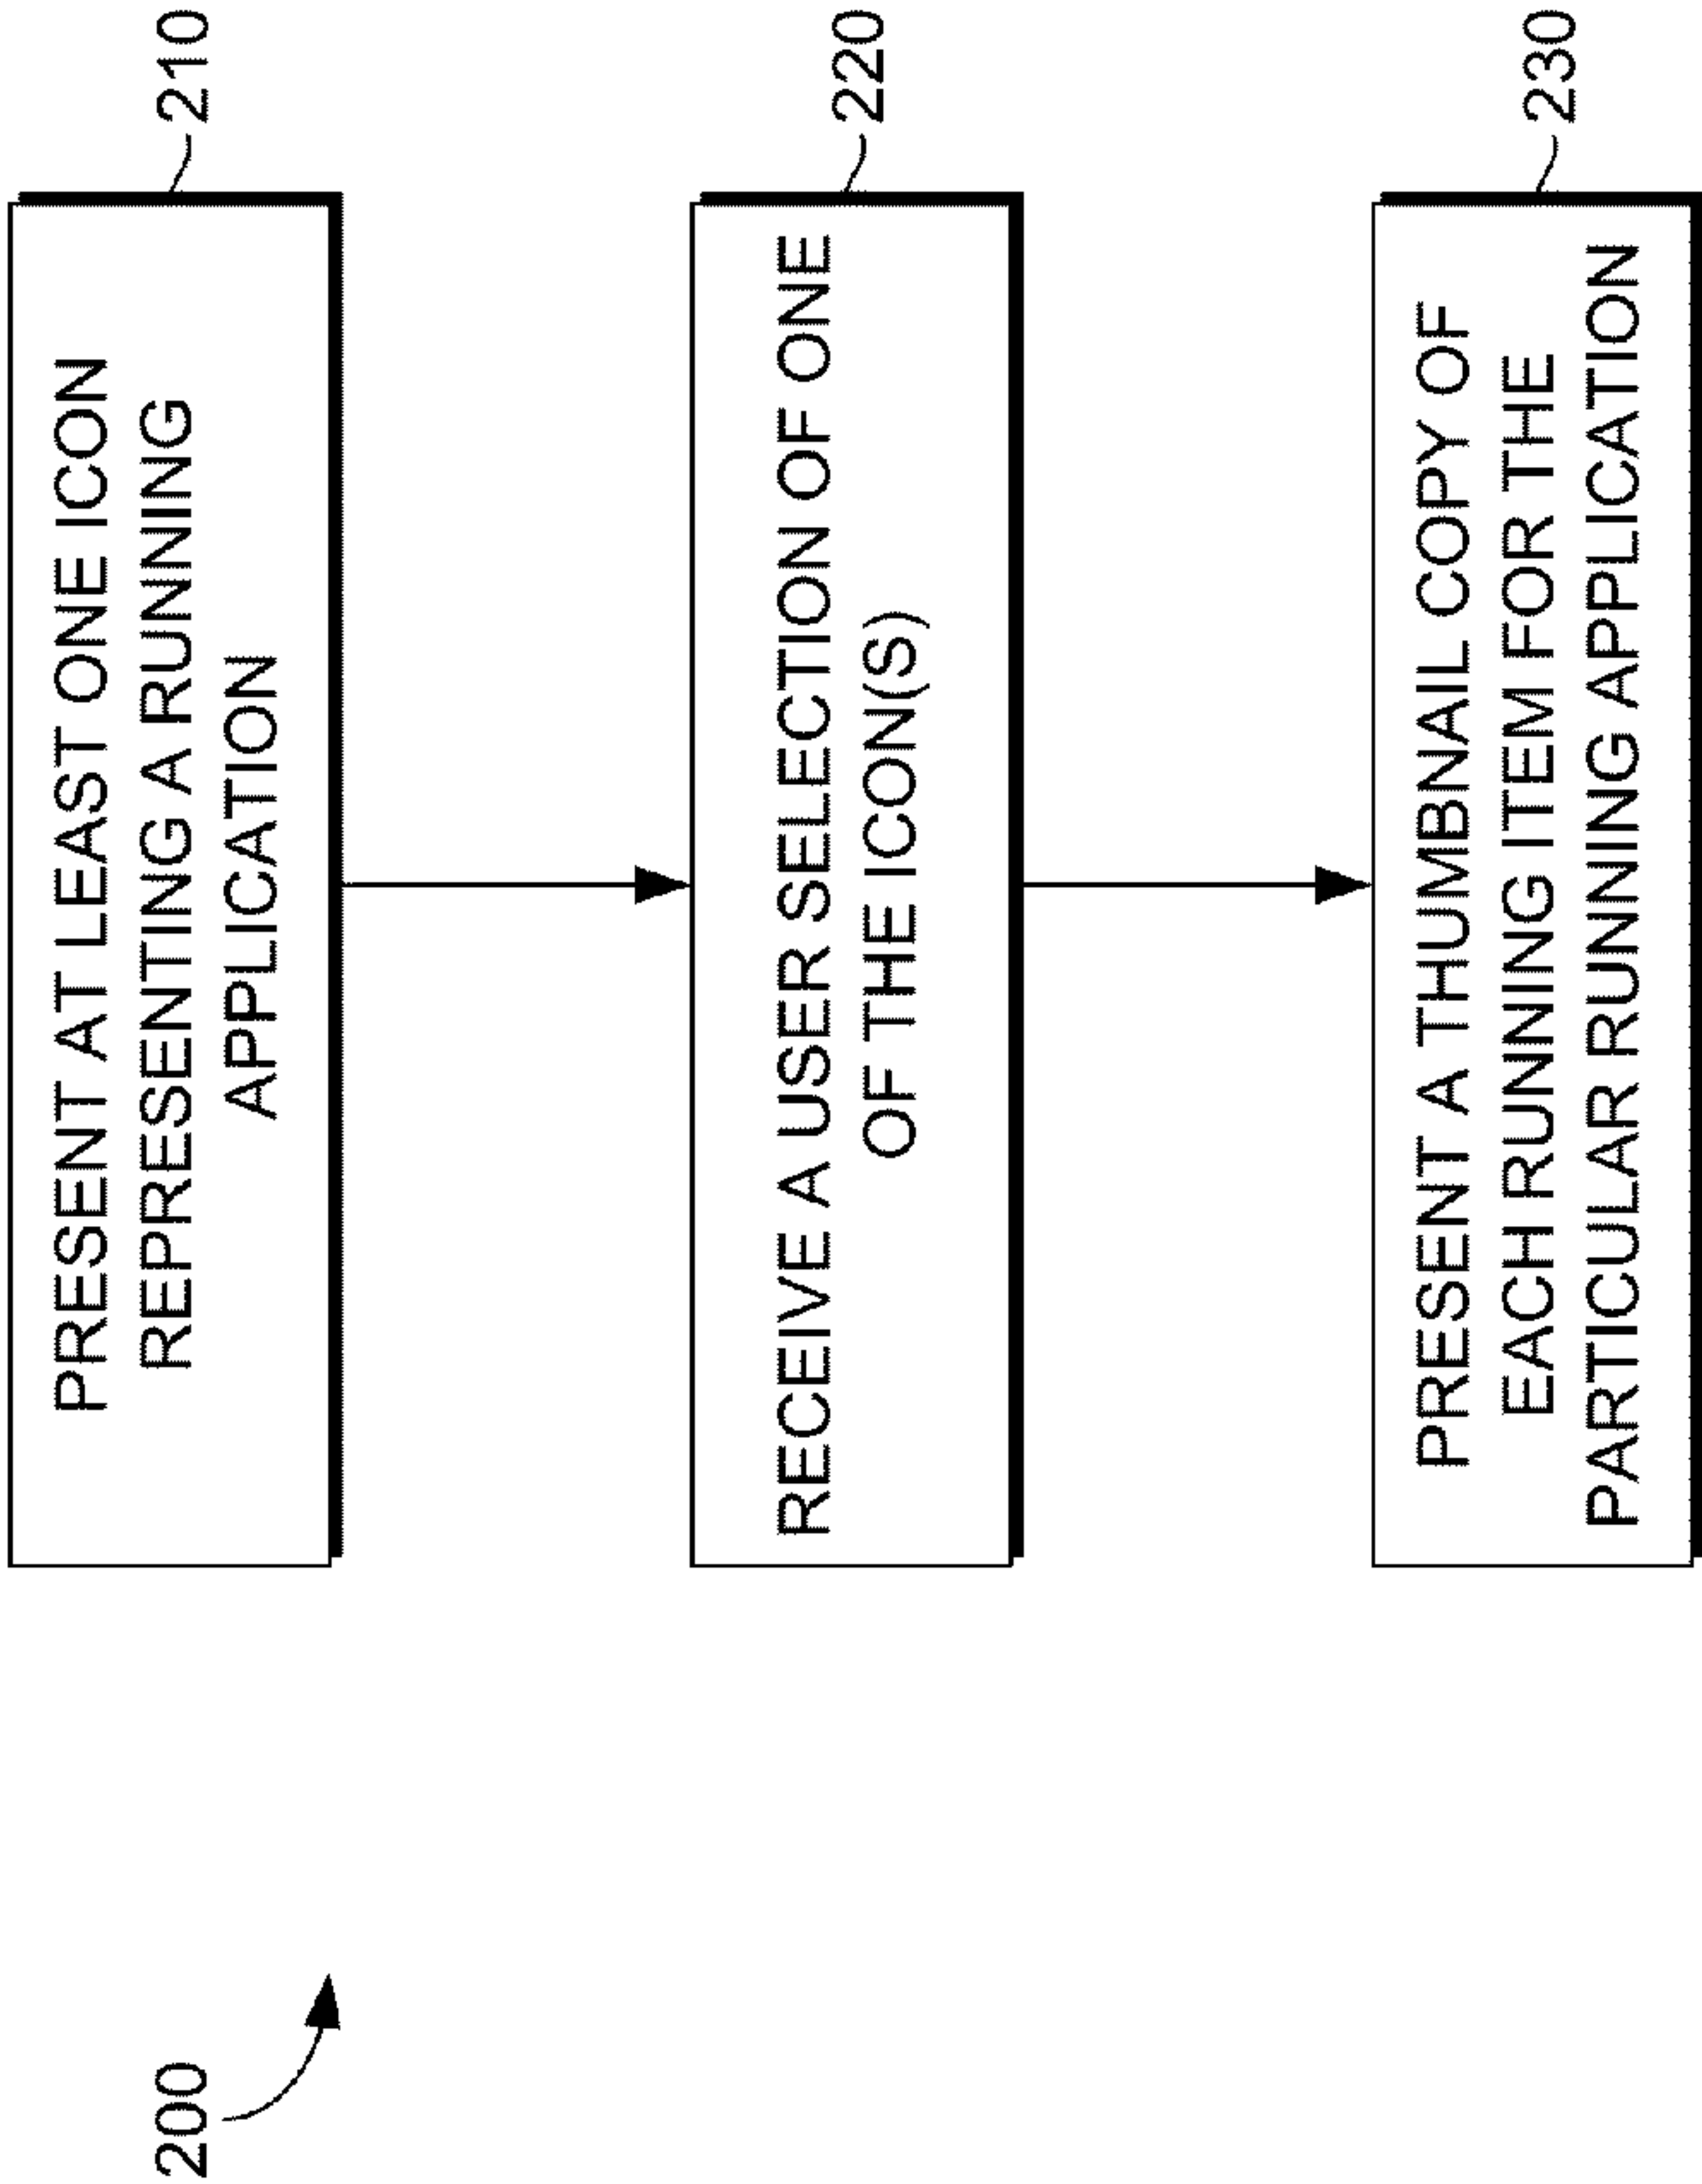 200
210
PRESENT AT LEAST ONE ICON
REPRESENTING A RUNNING
APPLICATION
220
RECEIVE A USER SELECTION OF ONE
OF THE ICON(S)
230
PRESENT A THUMBNAIL COPY OF
EACH RUNNING ITEM FOR THE
PARTICULAR RUNNING APPLICATION